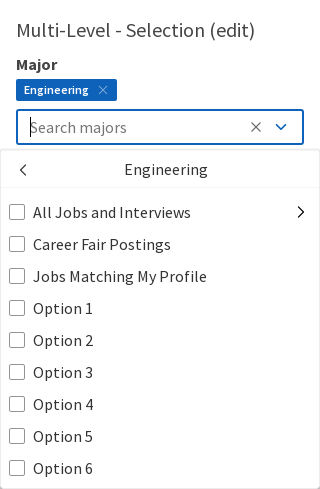 Multi-Level - Selection (edit)
Major
Engineering
Search majors
Engineering
All Jobs and Interviews
Career Fair Postings
Jobs Matching My Profile
Option 1
Option 2
Option 3
Option 4
Option 5
Option 6